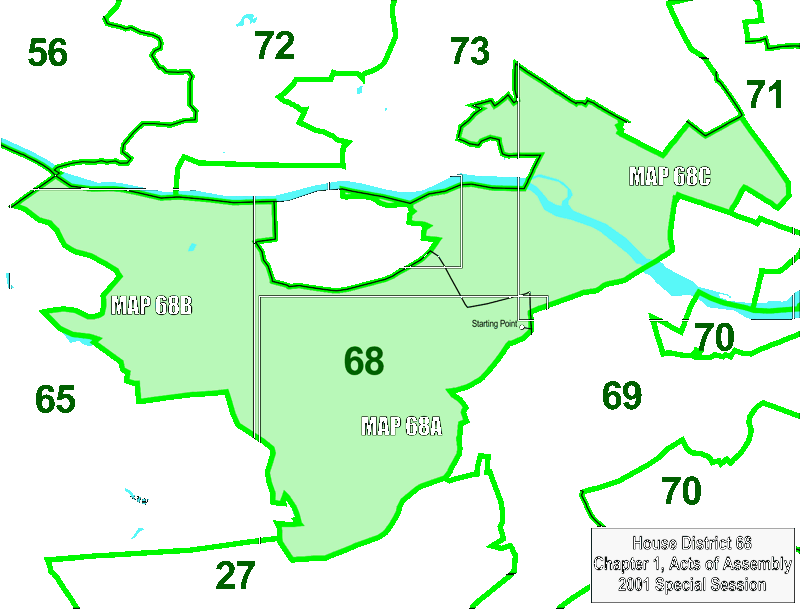 56
72
73
71
MAP 68C
MAP 68B
Starting Point
70
68
65
69
MAP 68A
70
House District 68
Chapter 1, Acts of Assembly
2001 Special Session
27